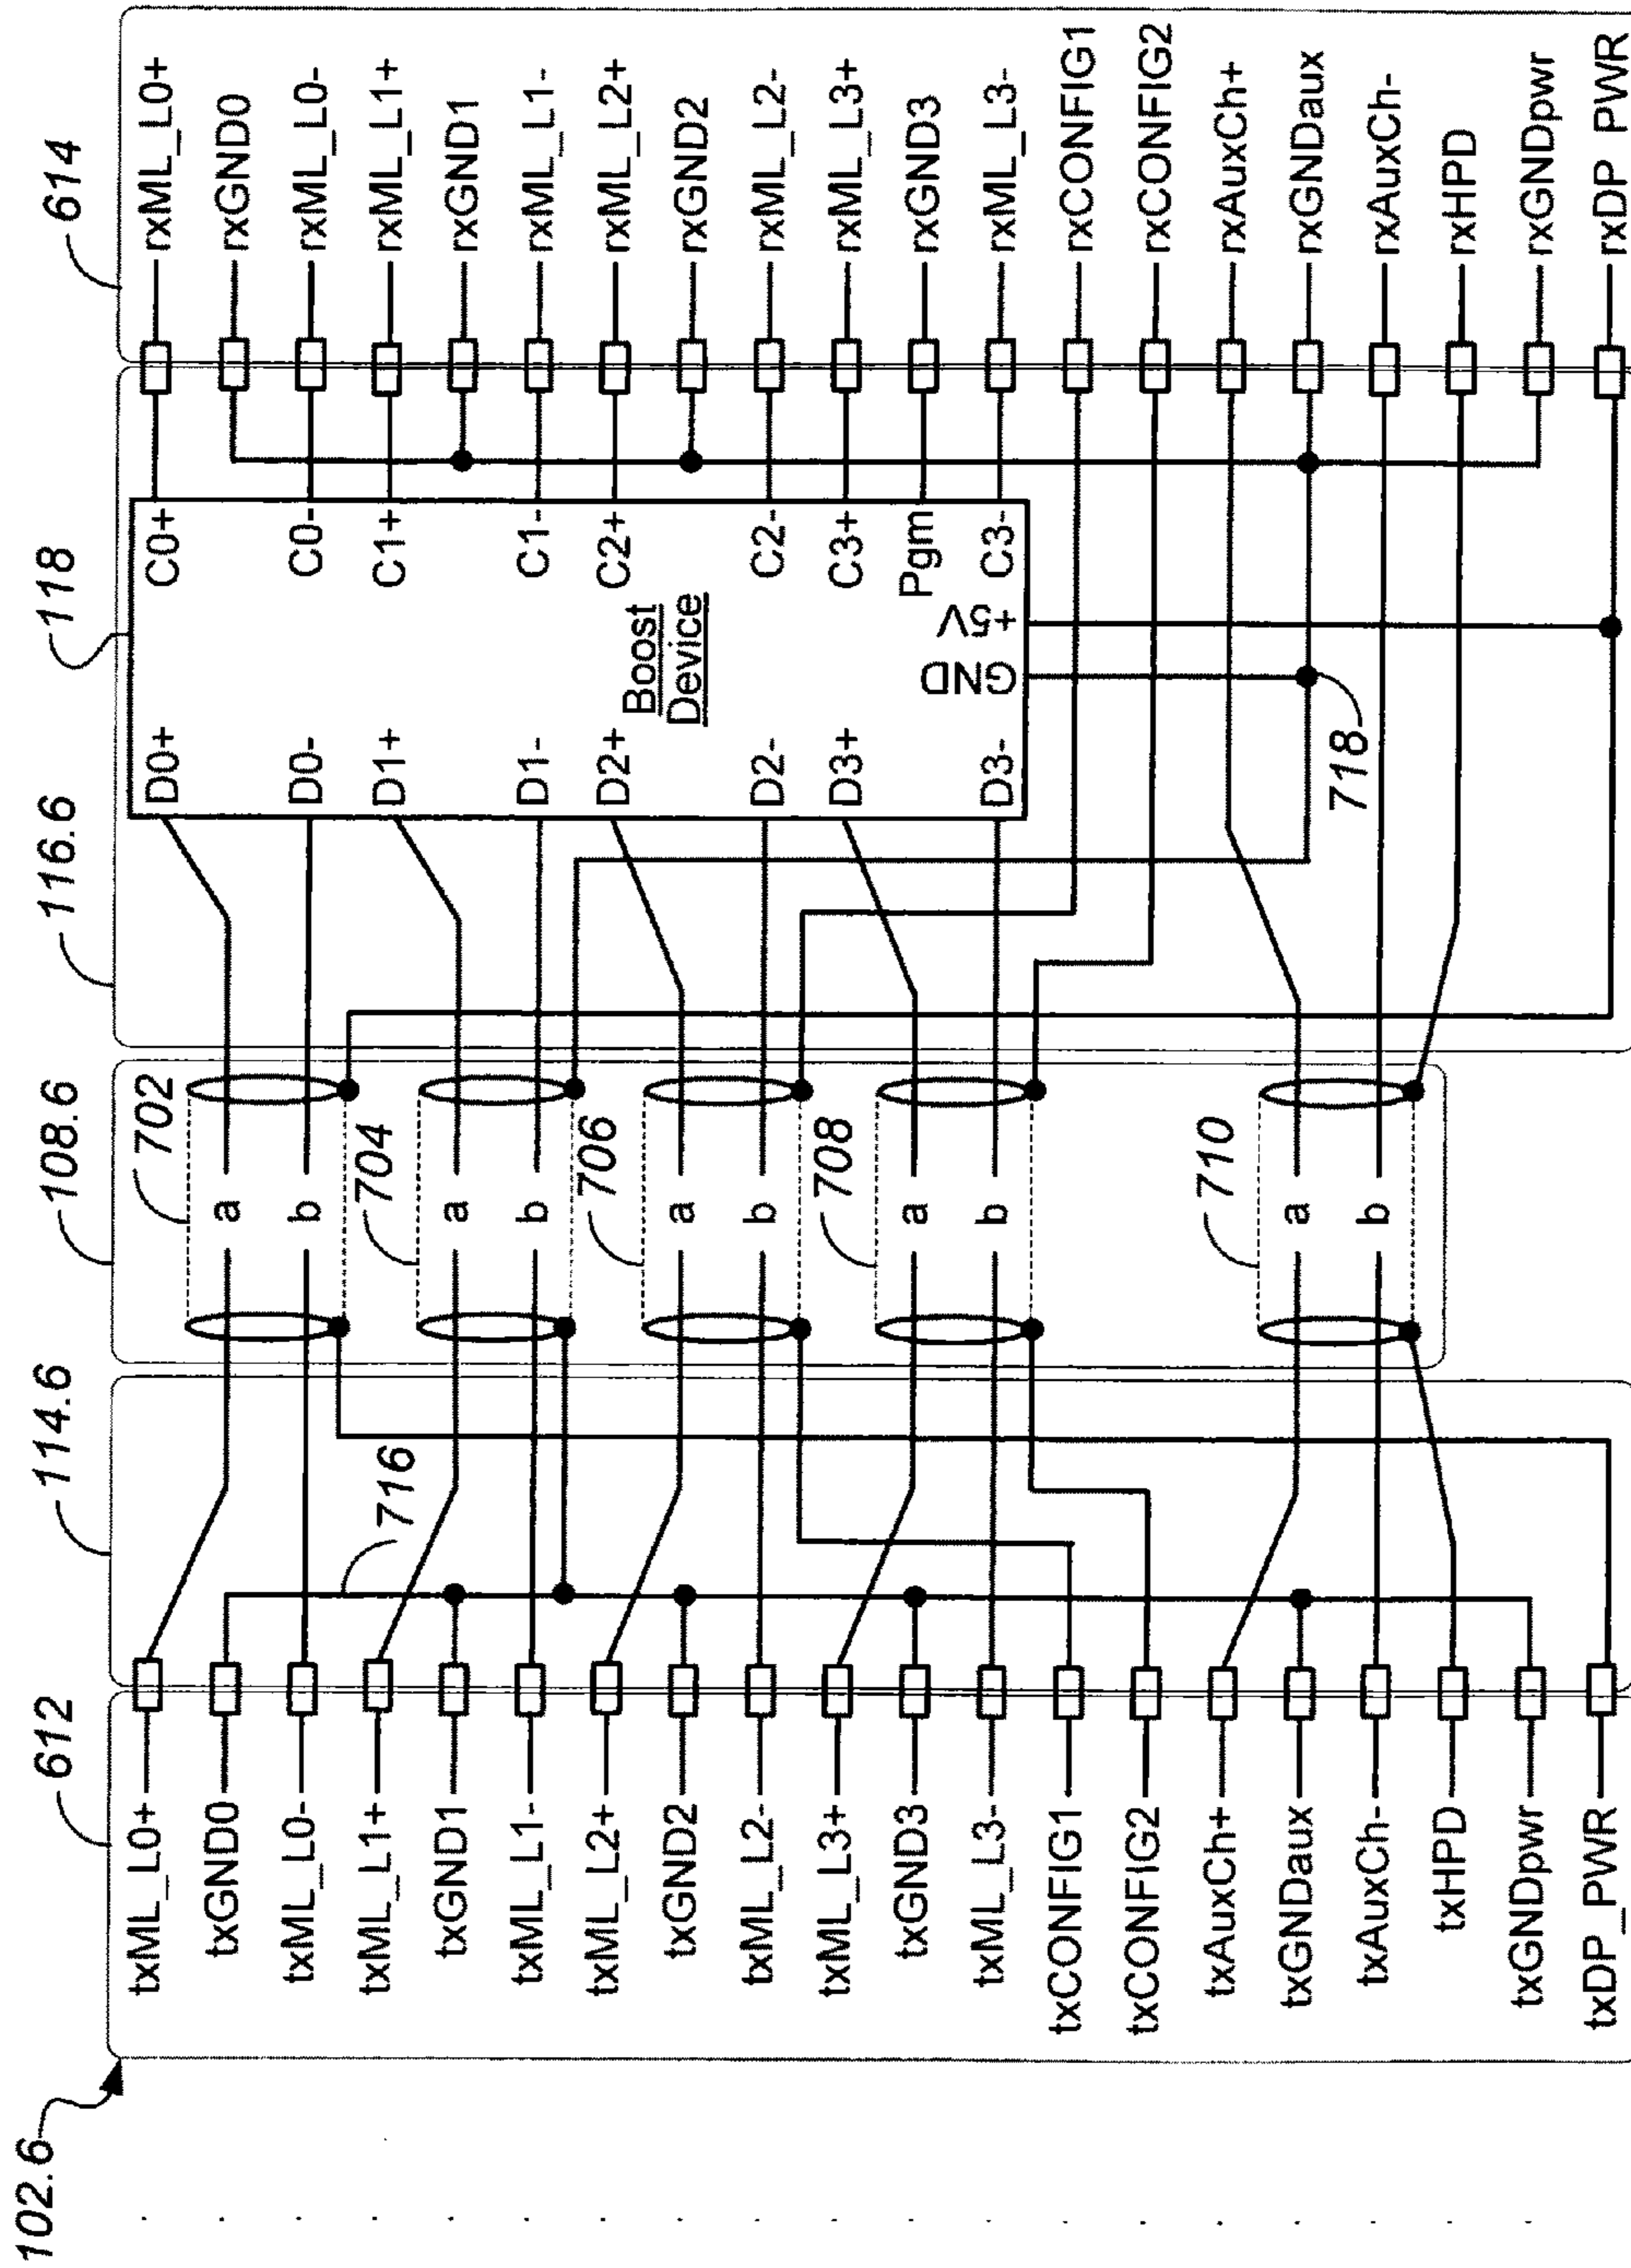 102.6
612
114.6
108.6
116.6
118
614
txML_L0+
txGND0
txML_L0-
txML_L1+
txGND1
txML_L1-
txML_L2+
txGND2
txML_L2-
txML_L3+
txGND3
txML_L3-
txCONFIG1
txCONFIG2
txAuxCh+
txGNDaux
txAuxCh-
txHPD
txGNDpwr
txDP_PWR
716
702
a
b
704
a
b
706
a
b
708
a
b
710
a
b
D0+
D0-
D1+
D1-
D2+
D2-
D3+
D3-
Boost
Device
GND
+5V
C0+
C0-
C1+
C1-
C2+
C2-
C3+
Pgm
C3-
718
rxML_L0+
rxGND0
rxML_L0-
rxML_L1+
rxGND1
rxML_L1-
rxML_L2+
rxGND2
rxML_L2-
rxML_L3+
rxGND3
rxML_L3-
rxCONFIG1
rxCONFIG2
rxAuxCh+
rxGNDaux
rxAuxCh-
rxHPD
rxGNDpwr
rxDP_PWR